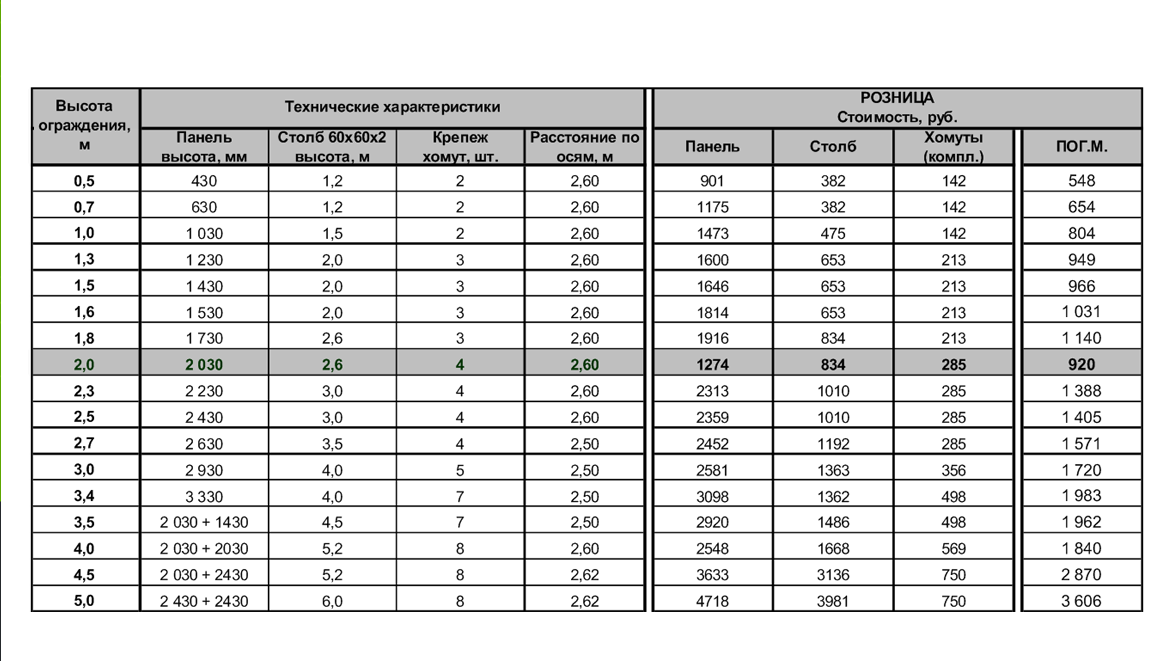 Высота ограждения, м
Технические характеристики
РОЗНИЦА
Стоимость, руб.
Панель высота, мм Столб 60х60х2 высота, м Крепеж хомут, шт. Расстояние по осям, м Панель Столб Хомуты (компл.) ПОГ.М.
0,5 430 1,2 2 2,60 901 382 142 548
0,7 630 1,2 2 2,60 1175 382 142 654
1,0 1 030 1,5 2 2,60 1473 475 142 804
1,3 1 230 2,0 3 2,60 1600 653 213 949
1,5 1 430 2,0 3 2,60 1646 653 213 966
1,6 1 530 2,0 3 2,60 1814 653 213 1 031
1,8 1 730 2,6 3 2,60 1916 834 213 1 140
2,0 2 030 2,6 4 2,60 1274 834 285 920
2,3 2 230 3,0 4 2,60 2313 1010 285 1 388
2,5 2 430 3,0 4 2,60 2359 1010 285 1 405
2,7 2 630 3,5 4 2,50 2452 1192 285 1 571
3,0 2 930 4,0 5 2,50 2581 1363 356 1 720
3,4 3 330 4,0 7 2,50 3098 1362 498 1 983
3,5 2 030 + 1430 4,5 7 2,50 2920 1486 498 1 962
4,0 2 030 + 2030 5,2 8 2,60 2548 1668 569 1 840
4,5 2 030 + 2430 5,2 8 2,62 3633 3136 750 2 870
5,0 2 430 + 2430 6,0 8 2,62 4718 3981 750 3 606